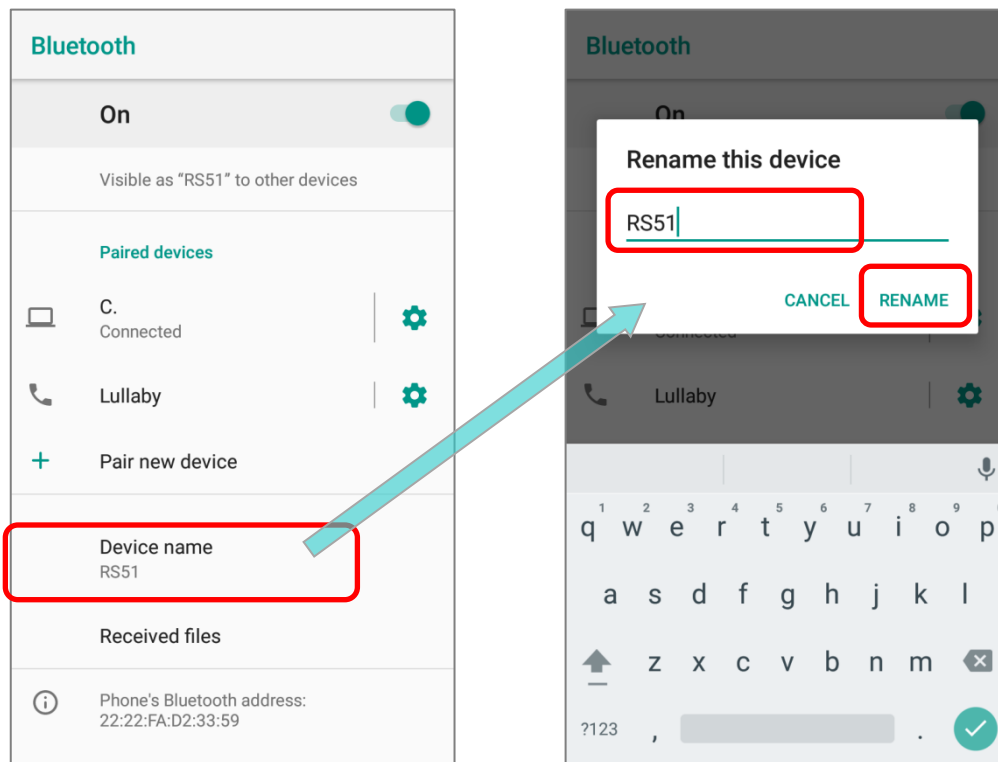 Bluetooth
On
Visible as “RS51” to other devices
Paired devices
C.
Connected
Lullaby
Pair new device
Device name
RS51
Received files
Phone's Bluetooth address:
22:22:FA:D2:33:59
Bluetooth
On
Rename this device
RS51
CANCEL RENAME
Connected
Lullaby
1 2 3 4 5 6 7 8 9
q w e r t y u i o p
a s d f g h j k l
z x c v b n m
?123 , .